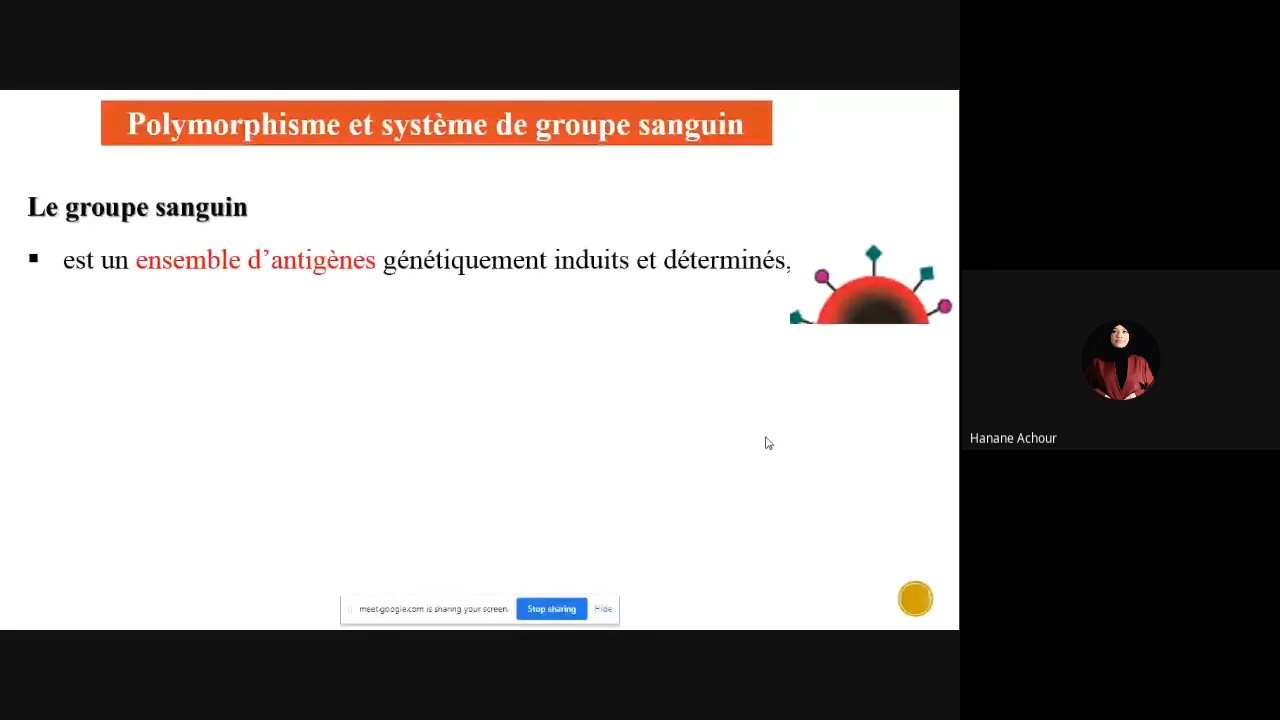 Polymorphisme et système de groupe sanguin
Le groupe sanguin
▪ est un ensemble d’antigènes génétiquement induits et déterminés,
Hanane Achour
meet.google.com is sharing your screen. Stop sharing Hide